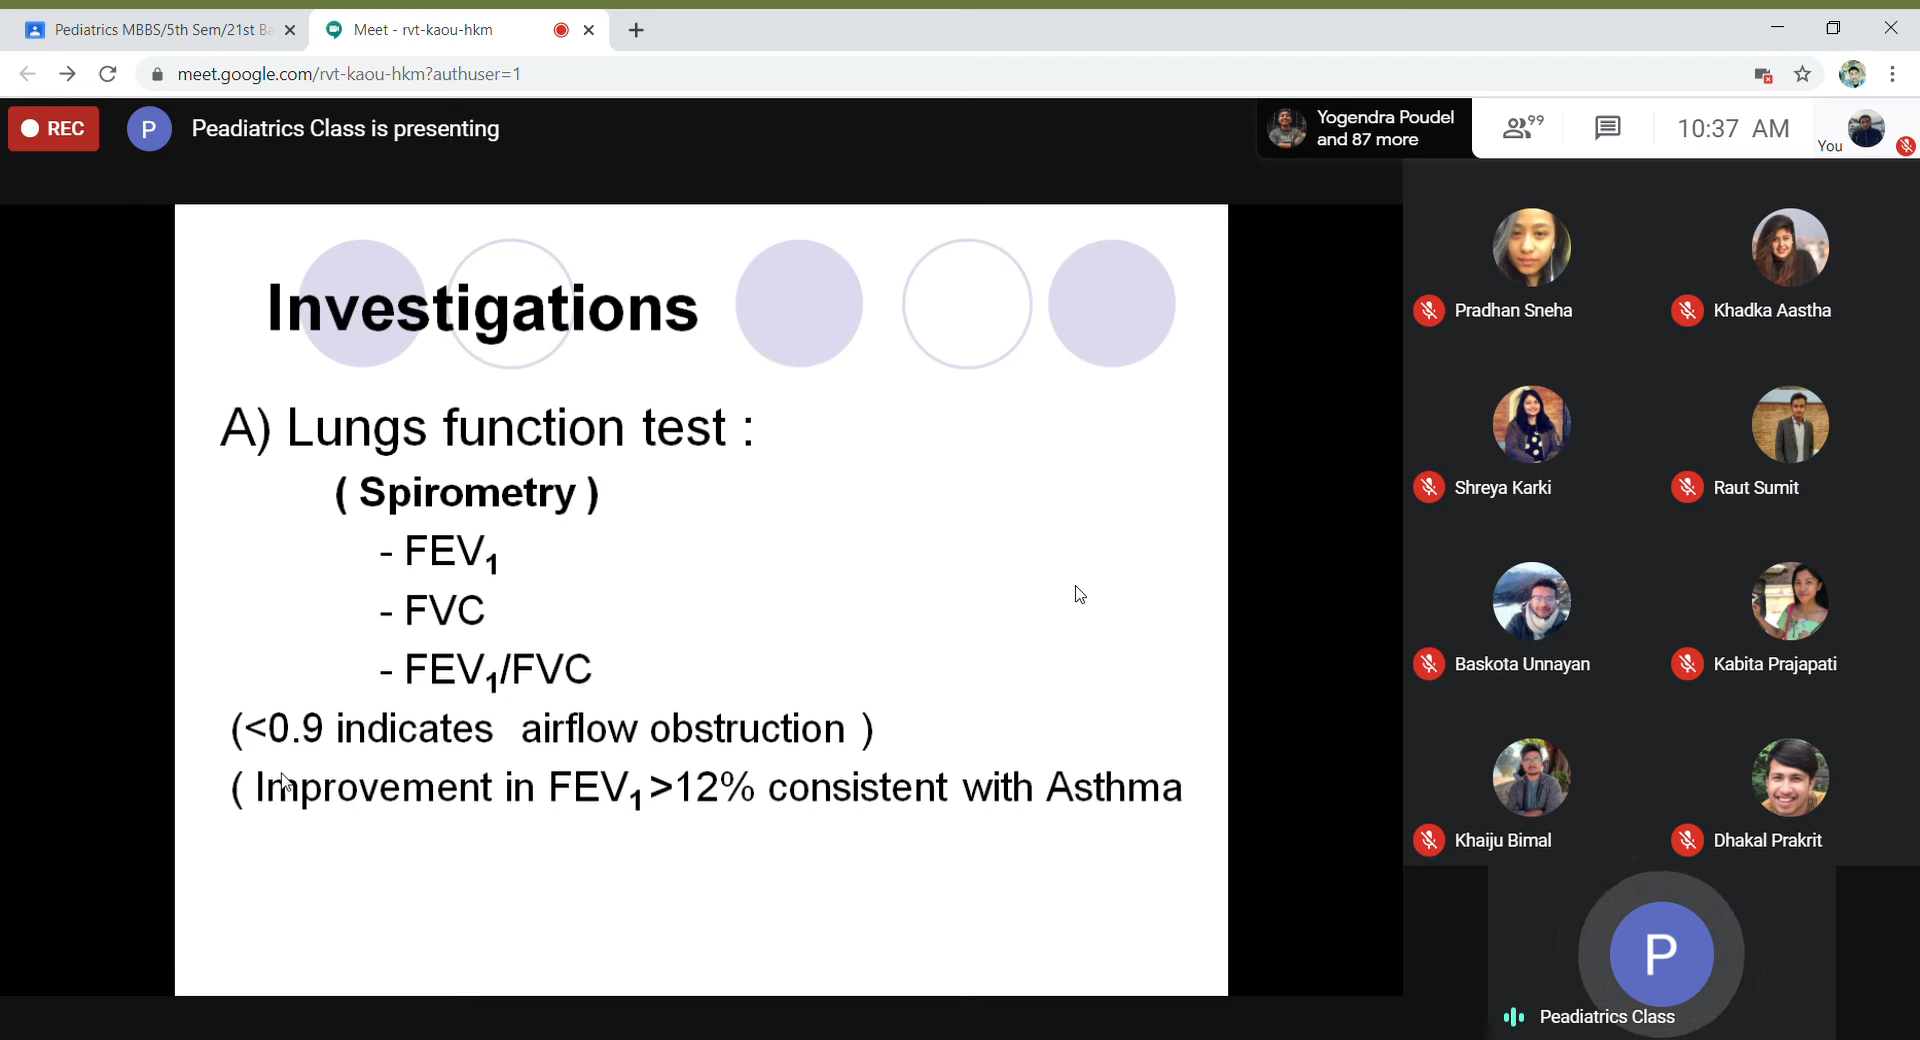 Pediatrics MBBS/5th Sem/21st Ba
Meet - rvt-kaou-hkm
meet.google.com/rvt-kaou-hkm?authuser=1
REC
P
Peadiatrics Class is presenting
Yogendra Poudel
and 87 more
99
10:37 AM
You
Investigations
A) Lungs function test :
( Spirometry )
- FEV1
- FVC
- FEV1/FVC
(<0.9 indicates airflow obstruction )
( Improvement in FEV1 >12% consistent with Asthma
Pradhan Sneha
Khadka Aastha
Shreya Karki
Raut Sumit
Baskota Unnayan
Kabita Prajapati
Khaiju Bimal
Dhakal Prakrit
P
Peadiatrics Class